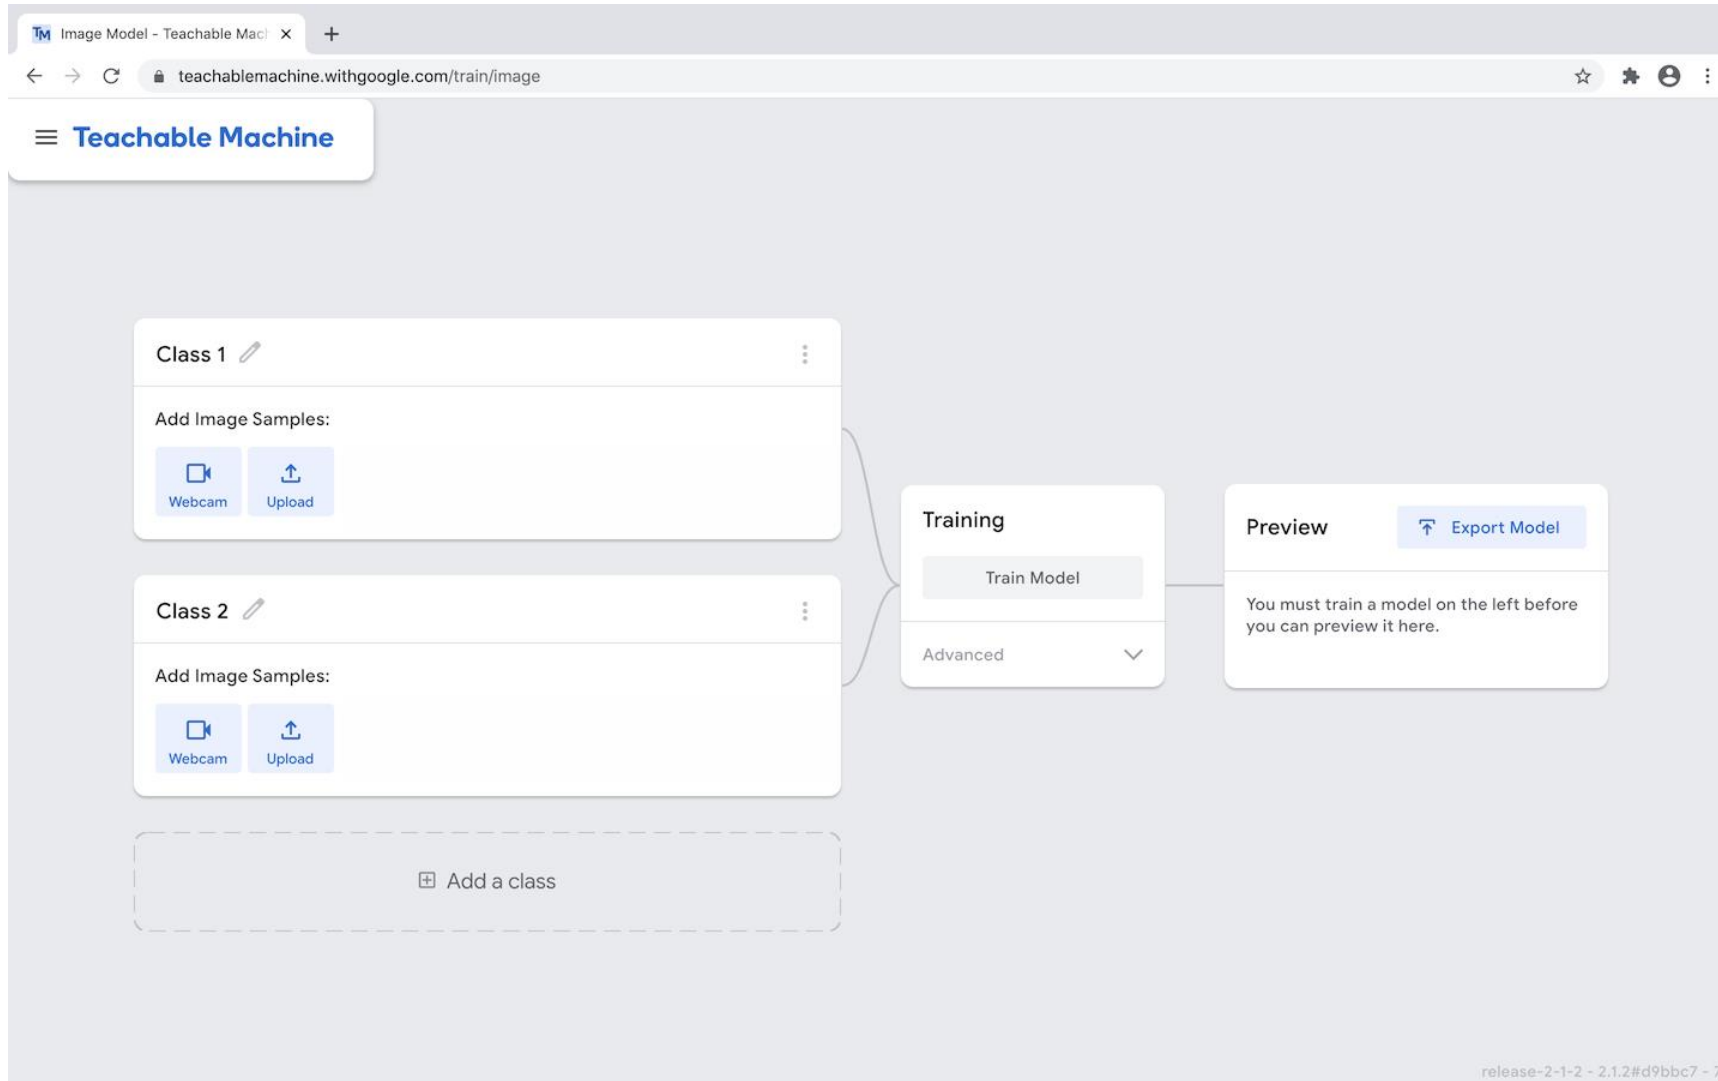 TM Image Model - Teachable Mach
teachablemachine.withgoogle.com/train/image
Teachable Machine
Class 1
Add Image Samples:
Webcam Upload
Class 2
Add Image Samples:
Webcam Upload
Add a class
Training
Train Model
Advanced
Preview Export Model
You must train a model on the left before
you can preview it here.
release-2-1-2 - 2.1.2#d9bbc7 -